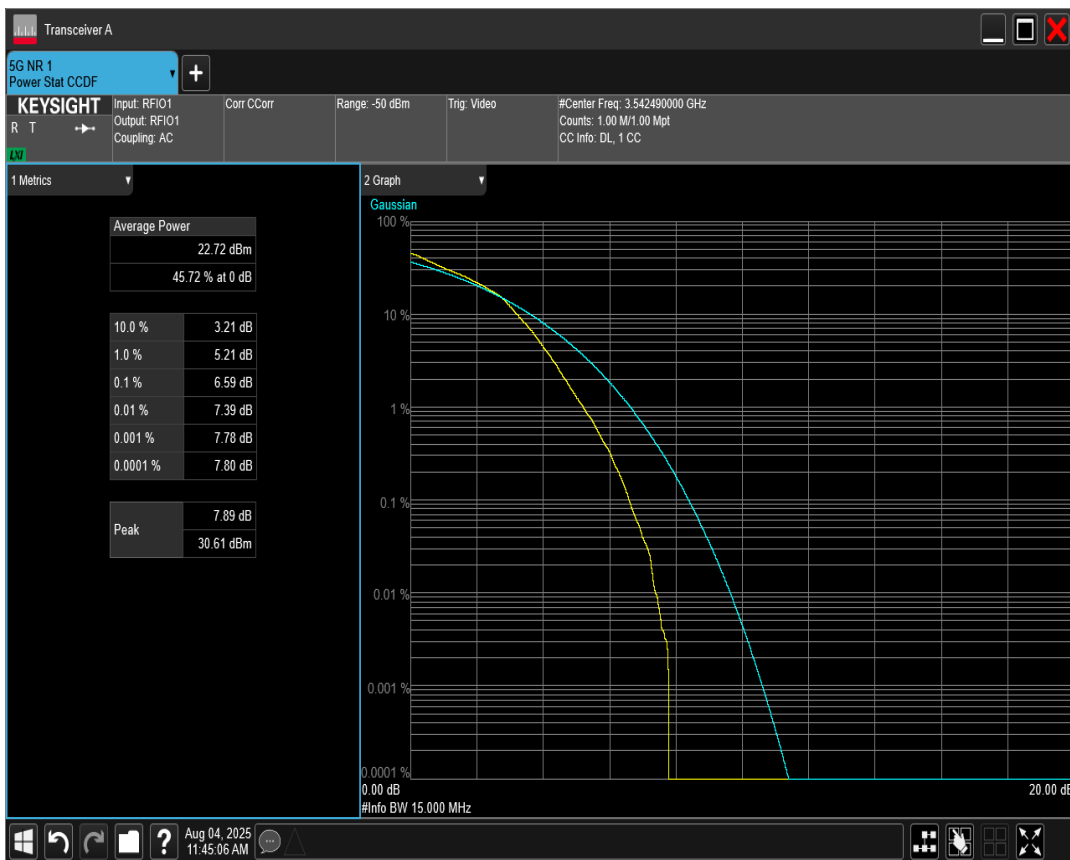 Transceiver A
5G NR 1
Power Stat CCDF
KEYSIGHT
R T
LXI
Input: RFIO1
Output: RFIO1
Coupling: AC
Corr CCorr
Range: -50 dBm
Trig: Video
#Center Freq: 3.542490000 GHz
Counts: 1.00 M/1.00 Mpt
CC Info: DL, 1 CC
1 Metrics
Average Power
22.72 dBm
45.72 % at 0 dB
10.0 % 3.21 dB
1.0 % 5.21 dB
0.1 % 6.59 dB
0.01 % 7.39 dB
0.001 % 7.78 dB
0.0001 % 7.80 dB
Peak 7.89 dB
30.61 dBm
2 Graph
Gaussian
100 %
10 %
1 %
0.1 %
0.01 %
0.001 %
0.0001 %
0.00 dB 20.00 dB
#Info BW 15.000 MHz
?
Aug 04, 2025
11:45:06 AM